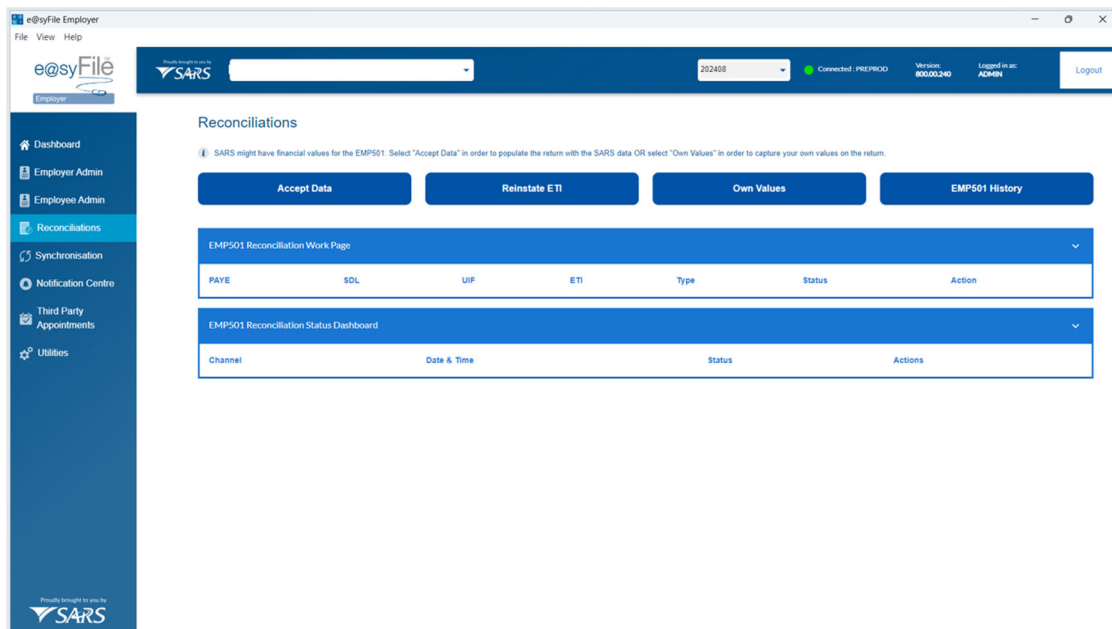 e@syFile Employer
File View Help
e@syFile
Employer
Proudly brought to you by
SARS
202408
Connected : PREPROD
Version:
800.00.240
Logged in as:
ADMIN
Logout
Dashboard
Employer Admin
Employee Admin
Reconciliations
Synchronisation
Notification Centre
Third Party
Appointments
Utilities
Reconciliations
SARS might have financial values for the EMP501. Select "Accept Data" in order to populate the return with the SARS data OR select "Own Values" in order to capture your own values on the return.
Accept Data Reinstate ETI Own Values EMP501 History
EMP501 Reconciliation Work Page
PAYE SDL UIF ETI Type Status Action
EMP501 Reconciliation Status Dashboard
Channel Date & Time Status Actions
Proudly brought to you by
SARS